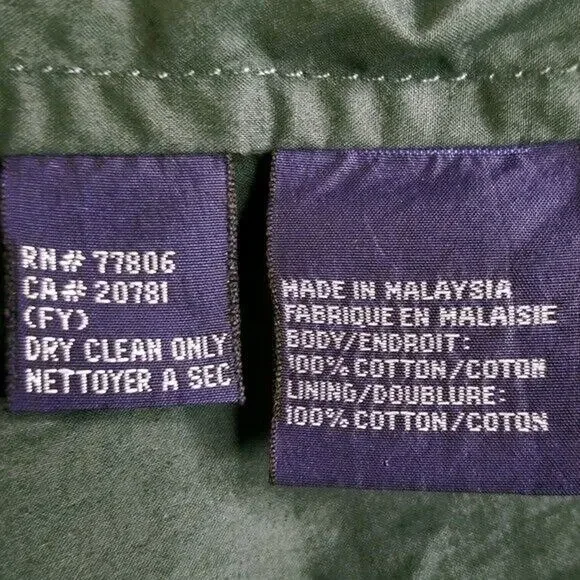 RN# 77806
CA# 20781
(FY)
DRY CLEAN ONLY
NETTOYER A SEC
MADE IN MALAYSIA
FABRIQUE EN MALAISIE
BODY/ENDROIT:
100% COTTON/COTON
LINING/DOUBLURE:
100% COTTON/COTON